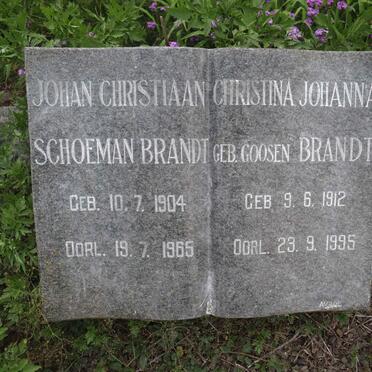 JOHAN CHRISTIAAN
SCHOEMAN BRANDT
GEB. 10. 7. 1904
OORL. 19. 7. 1965
CHRISTINA JOHANNA
GEB. GOOSEN BRANDT
GEB 9. 6. 1912
OORL. 23. 9. 1995